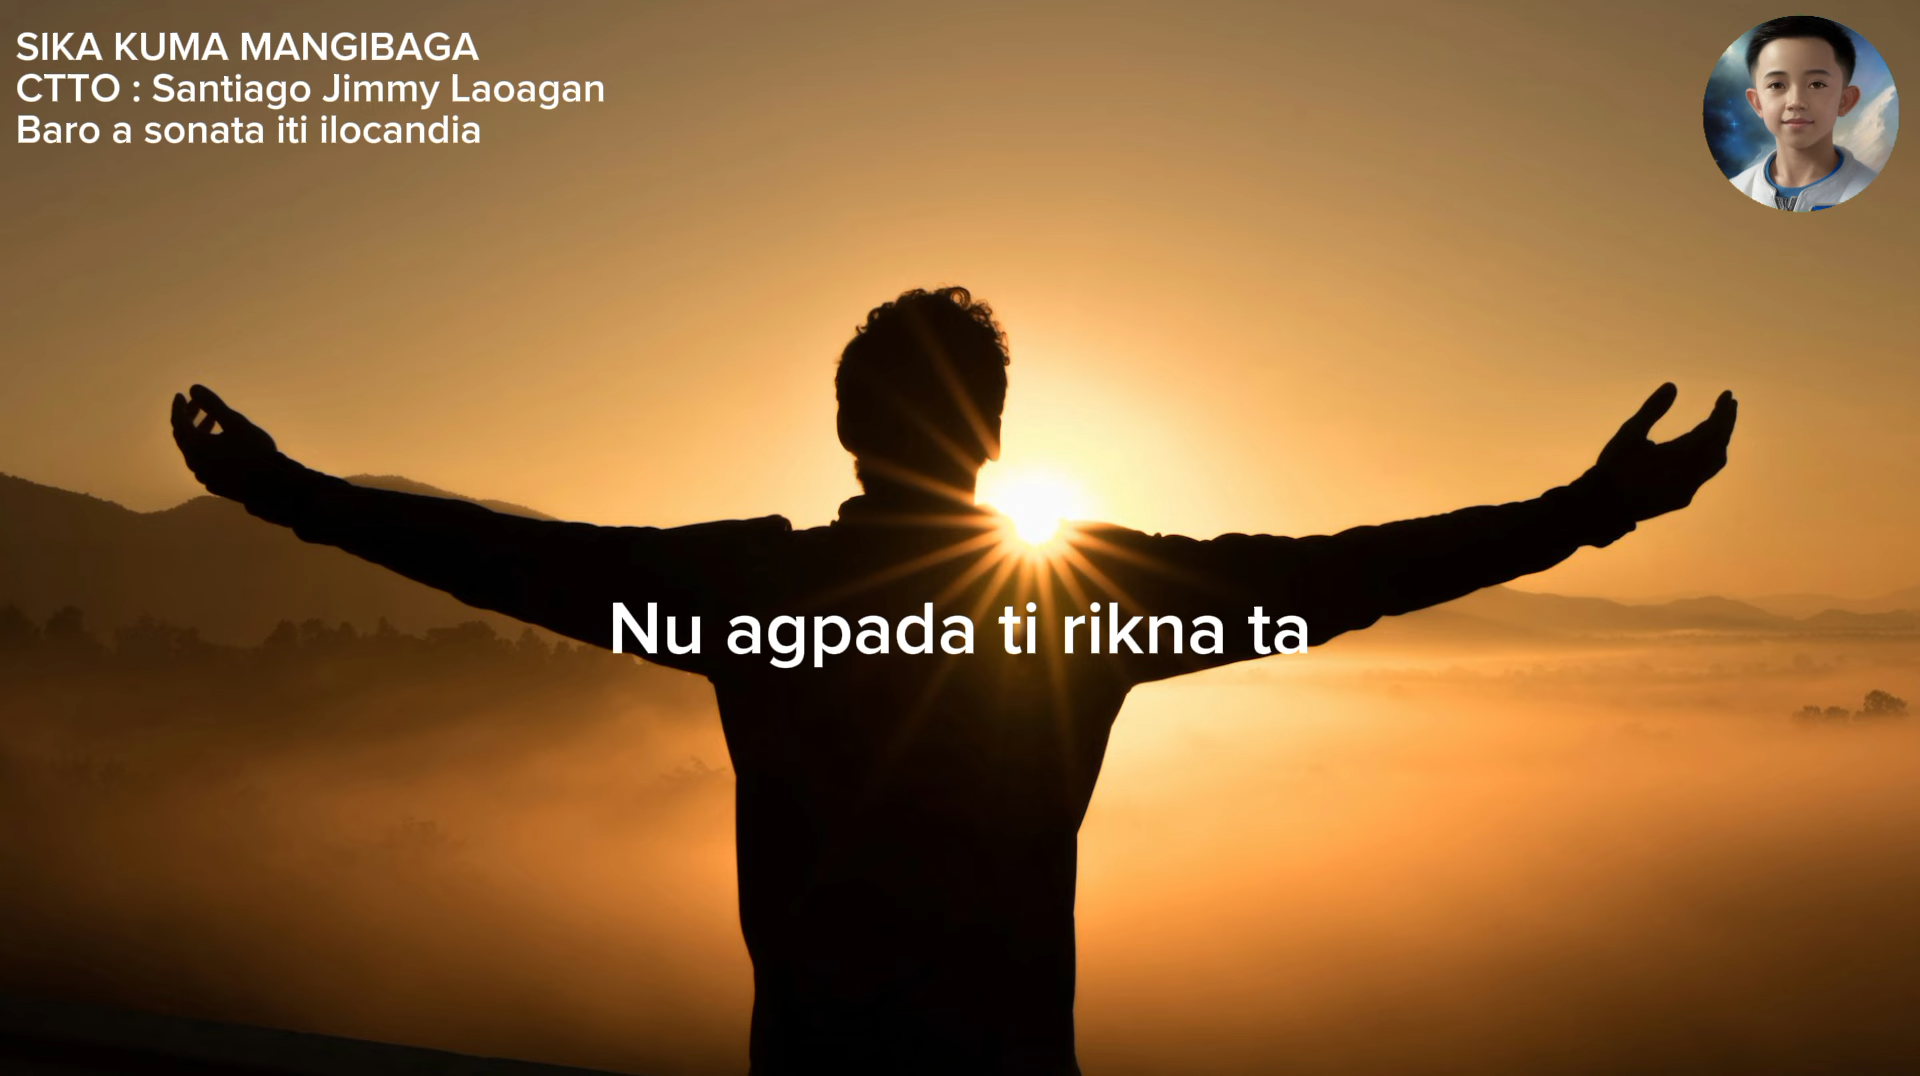 SIKA KUMA MANGIBAGA
CTTO : Santiago Jimmy Laoagan
Baro a sonata iti ilocandia
Nu agpada ti rikna ta